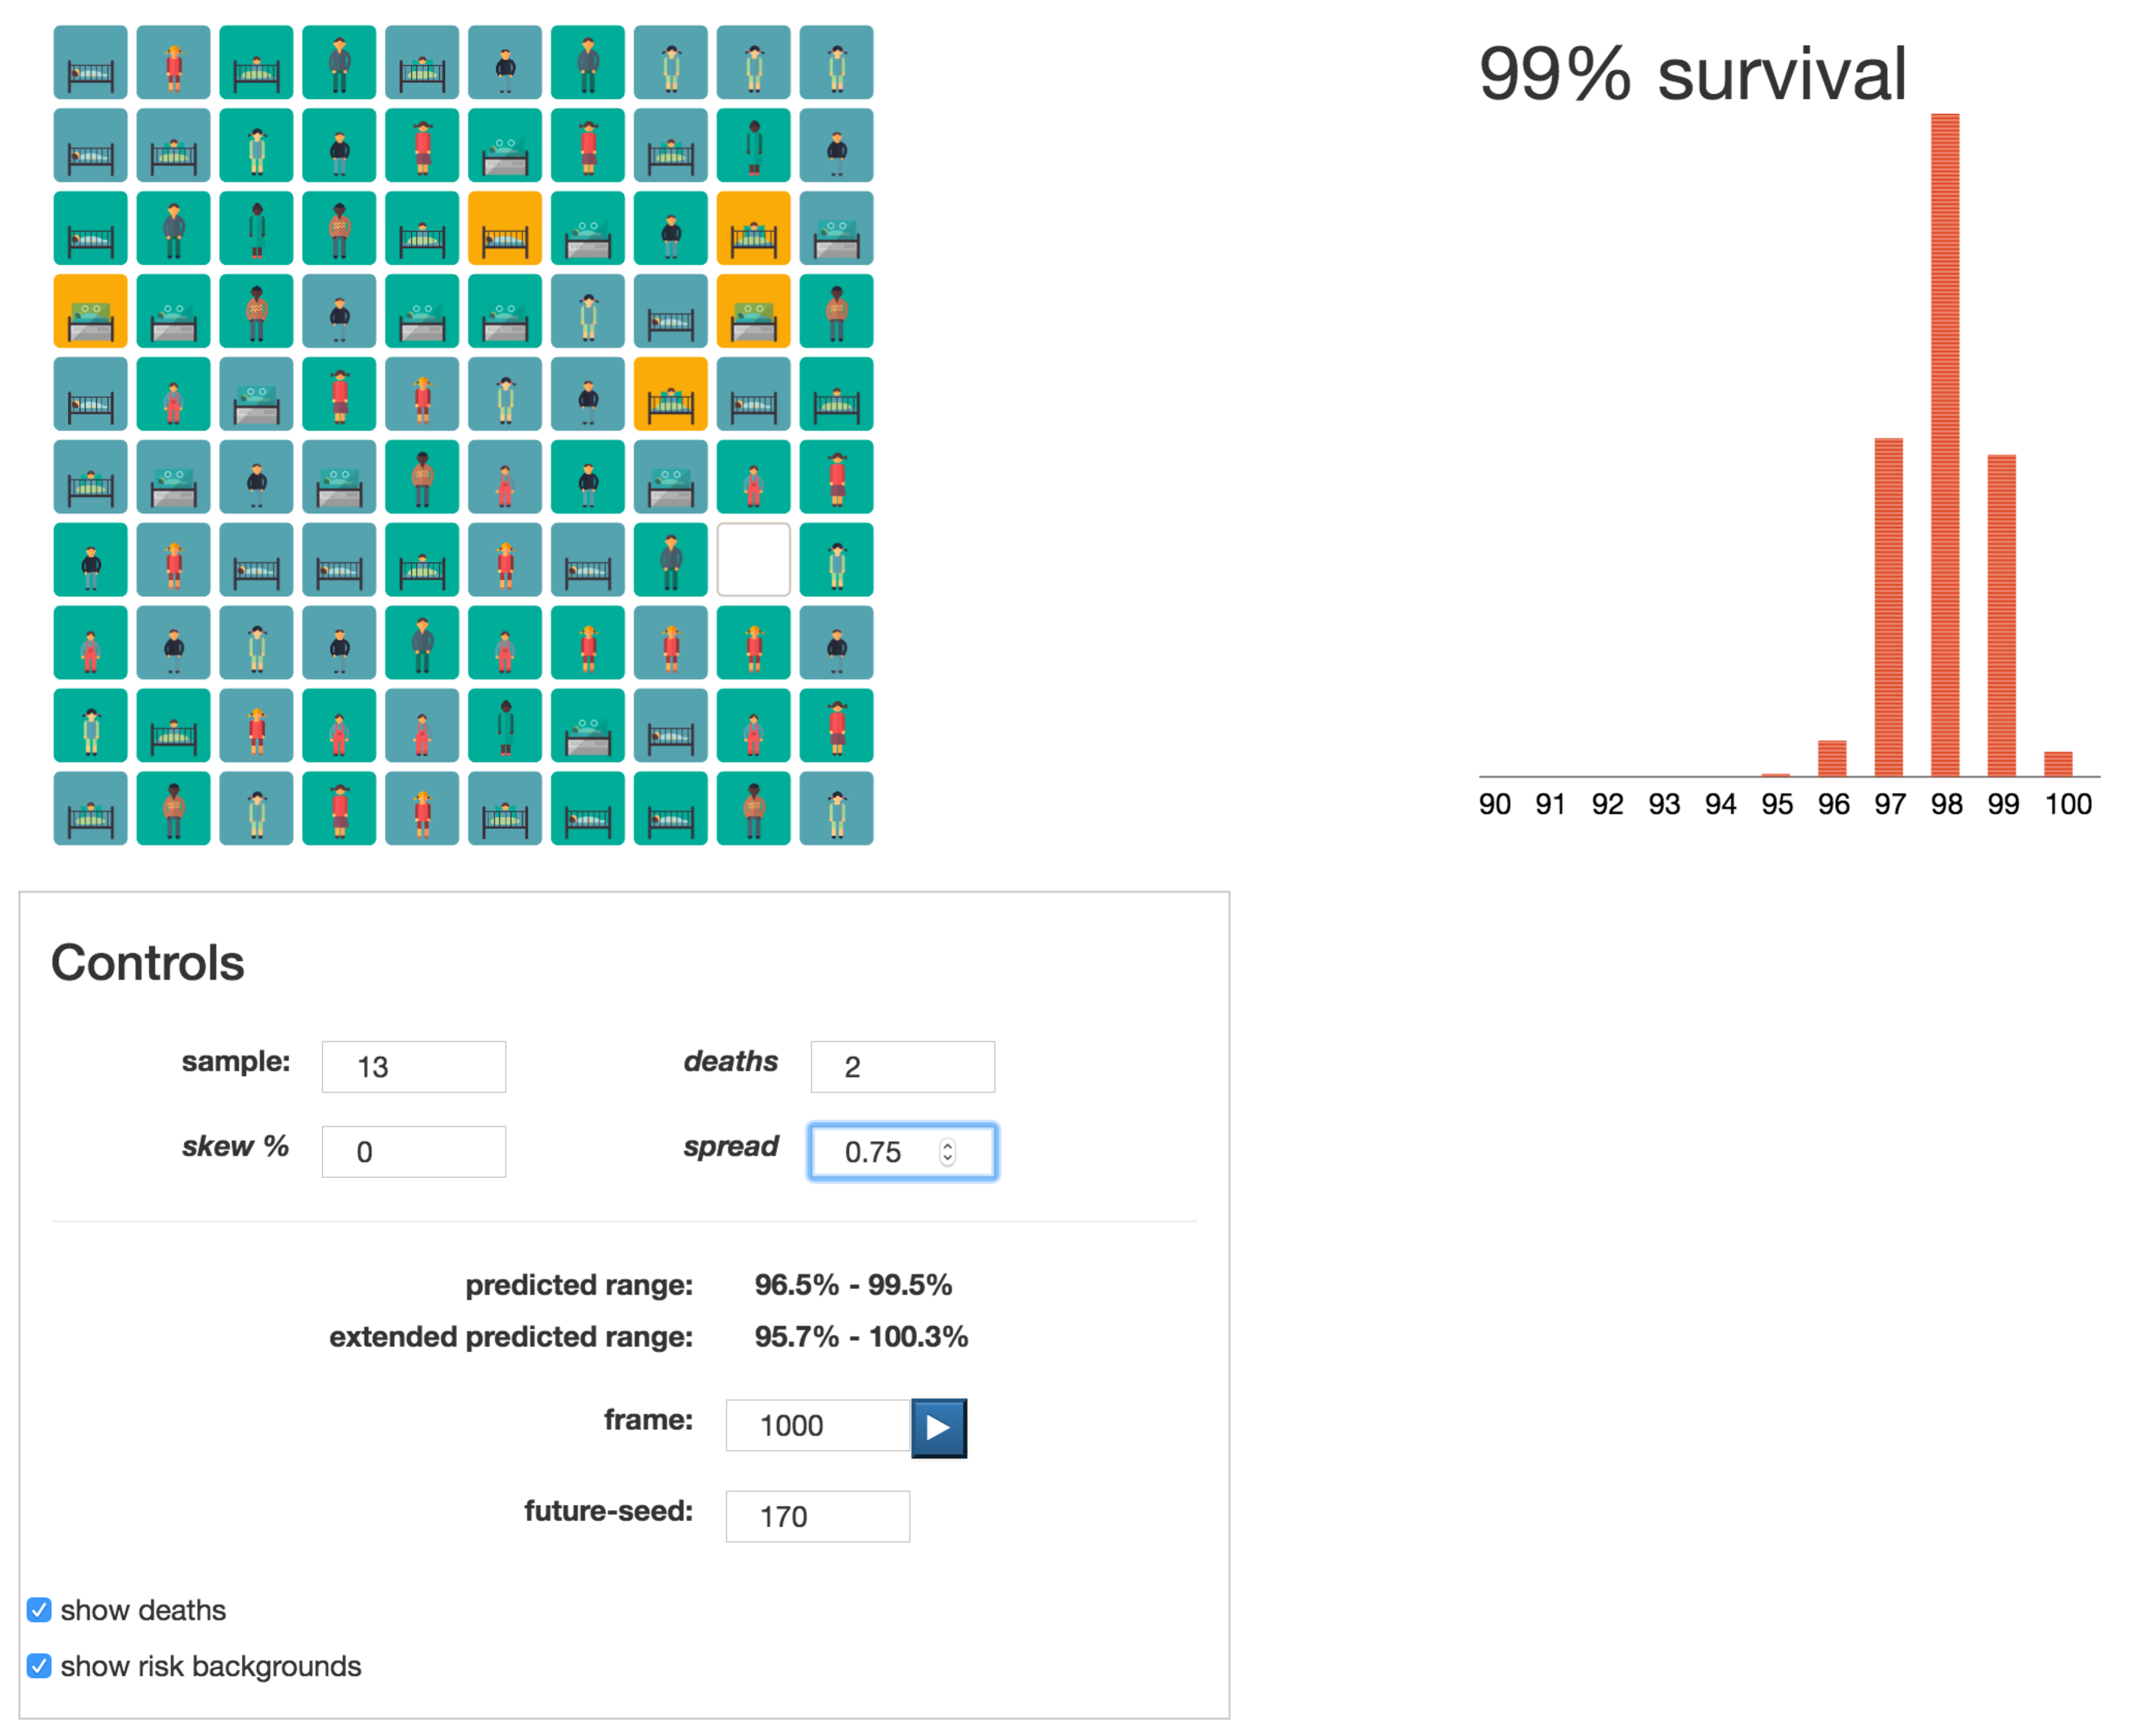 99% survival
90 91 92 93 94 95 96 97 98 99 100
Controls
sample: 13 deaths 2
skew % 0 spread 0.75
predicted range: 96.5% - 99.5%
extended predicted range: 95.7% - 100.3%
frame: 1000
future-seed: 170
show deaths
show risk backgrounds